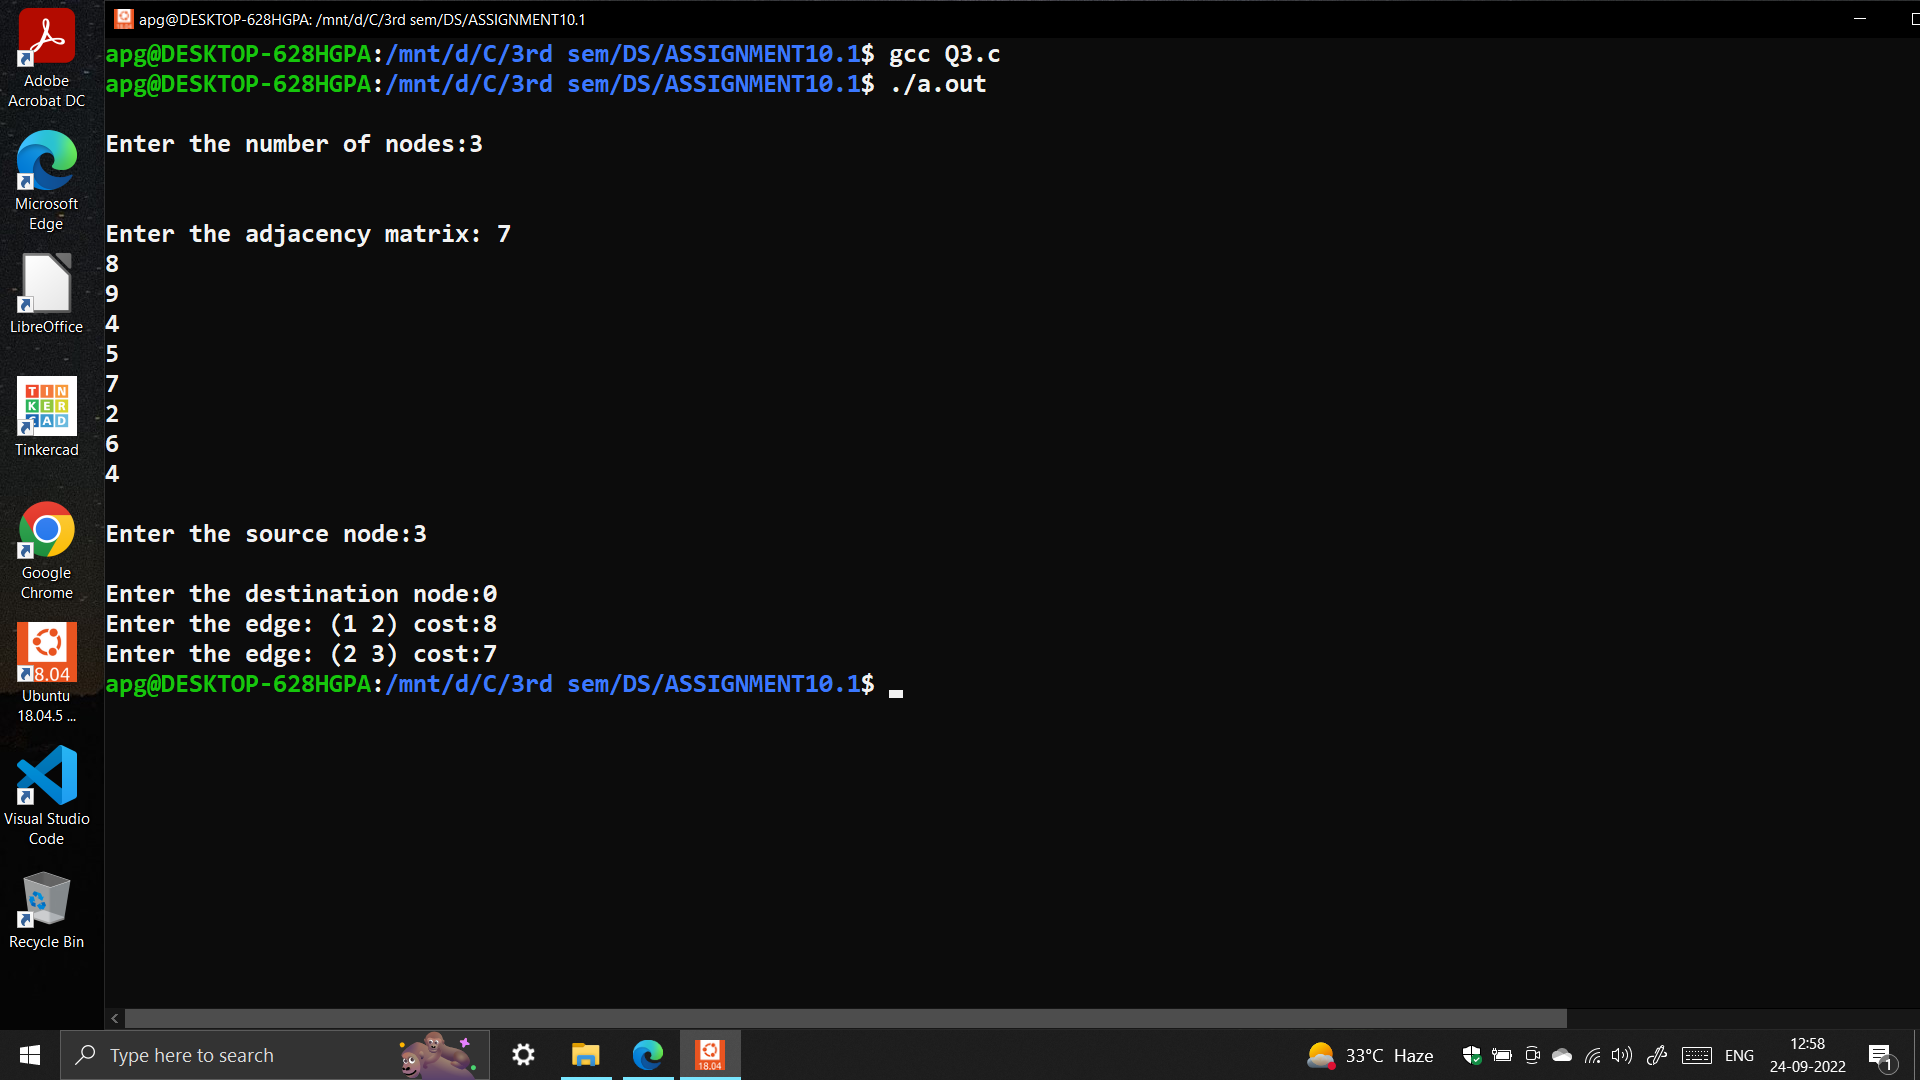 apg@DESKTOP-628HGPA: /mnt/d/C/3rd sem/DS/ASSIGNMENT10.1
apg@DESKTOP-628HGPA:/mnt/d/C/3rd sem/DS/ASSIGNMENT10.1$ gcc Q3.c
apg@DESKTOP-628HGPA:/mnt/d/C/3rd sem/DS/ASSIGNMENT10.1$ ./a.out
Enter the number of nodes:3
Enter the adjacency matrix: 7
8
9
4
5
7
2
6
4
Enter the source node:3
Enter the destination node:0
Enter the edge: (1 2) cost:8
Enter the edge: (2 3) cost:7
apg@DESKTOP-628HGPA:/mnt/d/C/3rd sem/DS/ASSIGNMENT10.1$
Adobe
Acrobat DC
Microsoft
Edge
LibreOffice
TIN
KER
CAD
Tinkercad
Google
Chrome
18.04
Ubuntu
18.04.5 ...
Visual Studio
Code
Recycle Bin
Type here to search
18.04
33°C Haze
ENG
12:58
24-09-2022
1